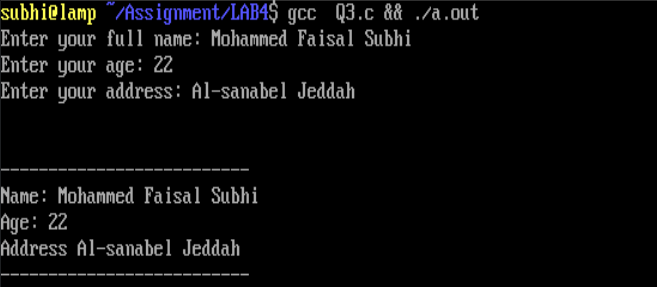 subhi@lamp ~/Assignment/LAB4$ gcc  Q3.c && ./a.out
Enter your full name: Mohammed Faisal Subhi
Enter your age: 22
Enter your address: Al-sanabel Jeddah
--------------------------
Name: Mohammed Faisal Subhi
Age: 22
Address Al-sanabel Jeddah
--------------------------